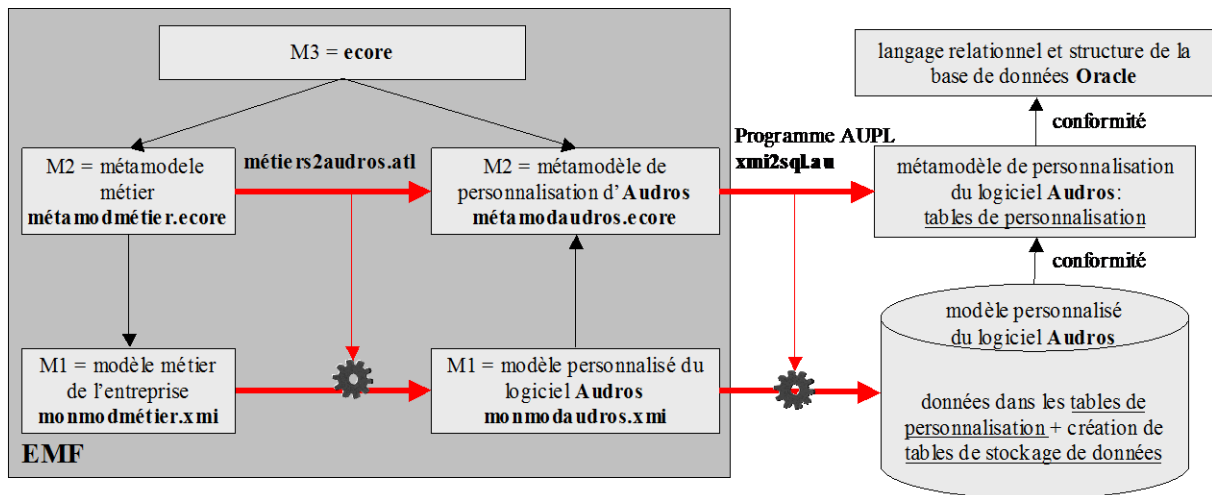 M3 = ecore
langage relationnel et structure de la
base de données Oracle
conformité
M2 = métamodele
métier
métamodmétier.ecore
métiers2audros.atl
M2 = métamodèle de
personnalisation d'Audros
métamodaudros.ecore
Programme AUPL
xmi2sql.au
métamodèle de personnalisation
du logiciel Audros:
tables de personnalisation
conformité
M1 = modèle métier
de l'entreprise
monmodmétier.xmi
M1 = modèle personnalisé du
logiciel Audros
monmodaudros.xmi
modèle personnalisé
du logiciel Audros
données dans les tables de
personnalisation + création de
tables de stockage de données
EMF